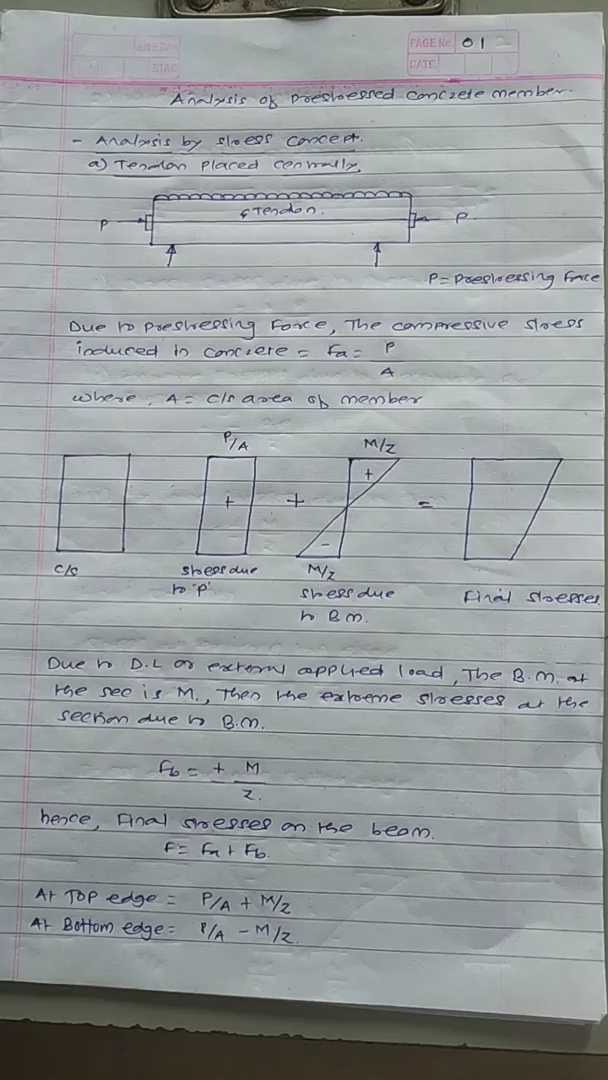 PAGE No. 01
DATE
Analysis of prestressed concrete member.
- Analysis by stress concept.
a) Tendon placed centrally
Tendon.
P
P.
P = Prestressing Force
Due to prestressing Force, The compressive stress
induced in concrete = Fa = P
A
where, A = c/s area of member
P/A
M/Z
+
+
+
-
=
c/s
stress due
to 'P'
M/Z
stress due
to B.M.
Final stresses
Due to D.L or external applied load, The B.M. at
the sec is M., Then the extreme stresses at the
section due to B.M.
Fb = + M
Z.
hence, Final stresses on the beam.
F = Fa + Fb.
At TOP edge = P/A + M/Z
At Bottom edge = P/A - M/Z.